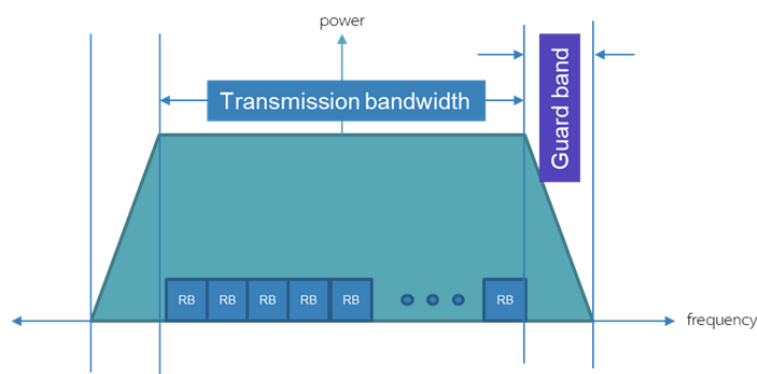 power
Transmission bandwidth
Guard band
RB RB RB RB RB RB
frequency